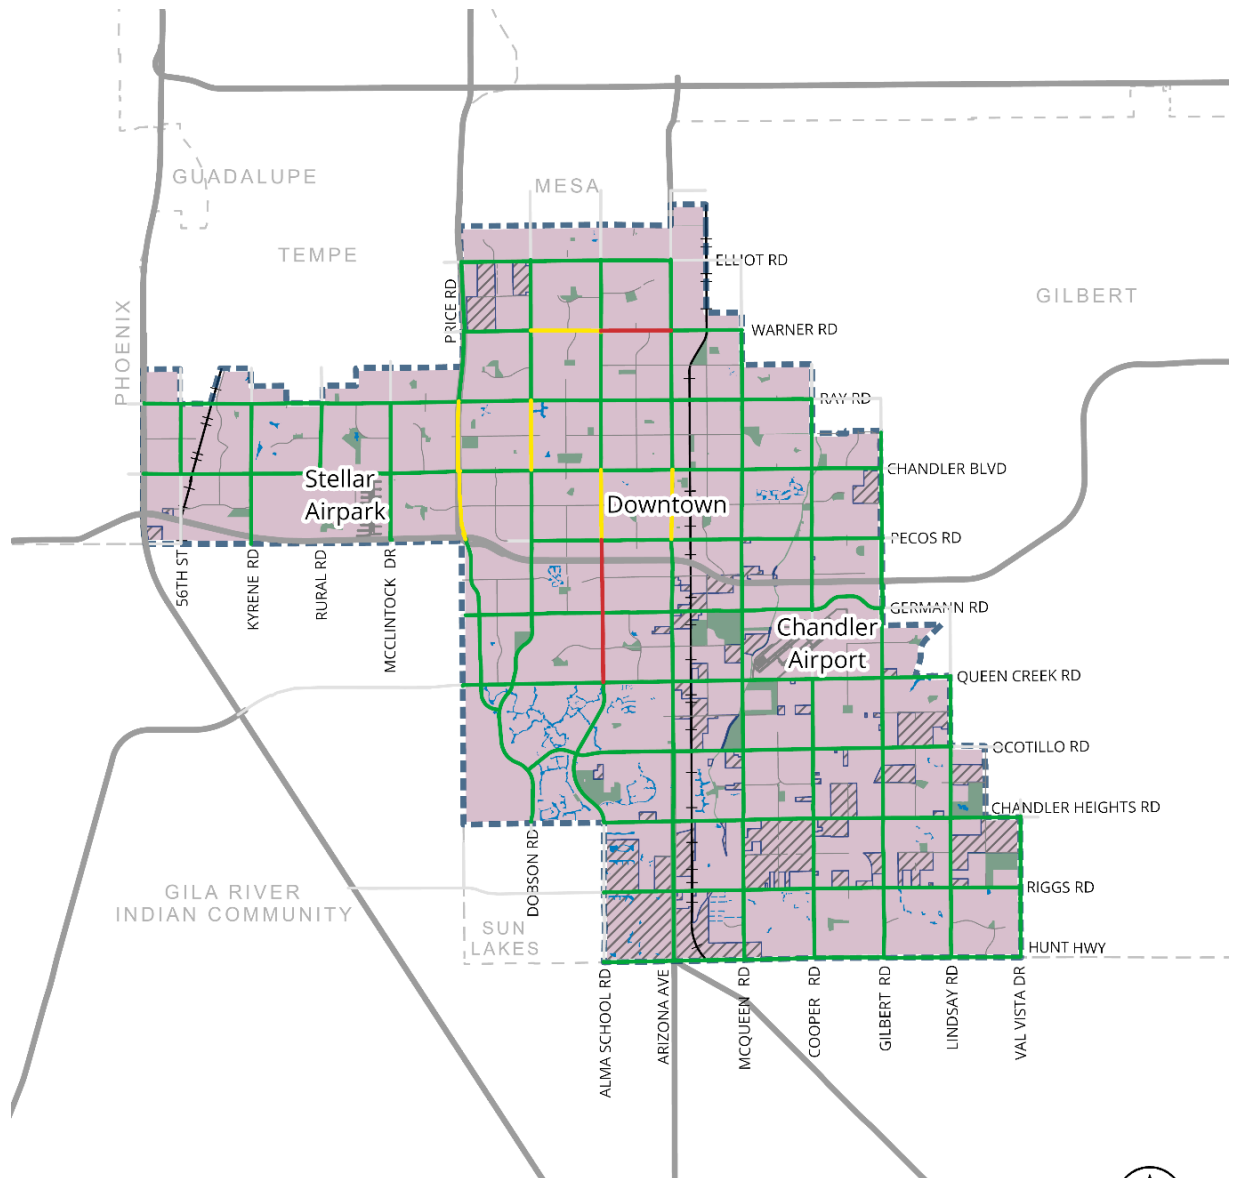 GUADALUPE
MESA
TEMPE
ELLIOT RD
GILBERT
PHOENIX
PRICE RD
WARNER RD
RAY RD
CHANDLER BLVD
Stellar
Airpark
Downtown
PECOS RD
56TH ST
KYRENE RD
RURAL RD
MCCLINTOCK DR
GERMANN RD
Chandler
Airport
QUEEN CREEK RD
OCOTILLO RD
CHANDLER HEIGHTS RD
DOBSON RD
GILA RIVER
INDIAN COMMUNITY
RIGGS RD
SUN
LAKES
HUNT HWY
ALMA SCHOOL RD
ARIZONA AVE
MCQUEEN RD
COOPER RD
GILBERT RD
LINDSAY RD
VAL VISTA DR